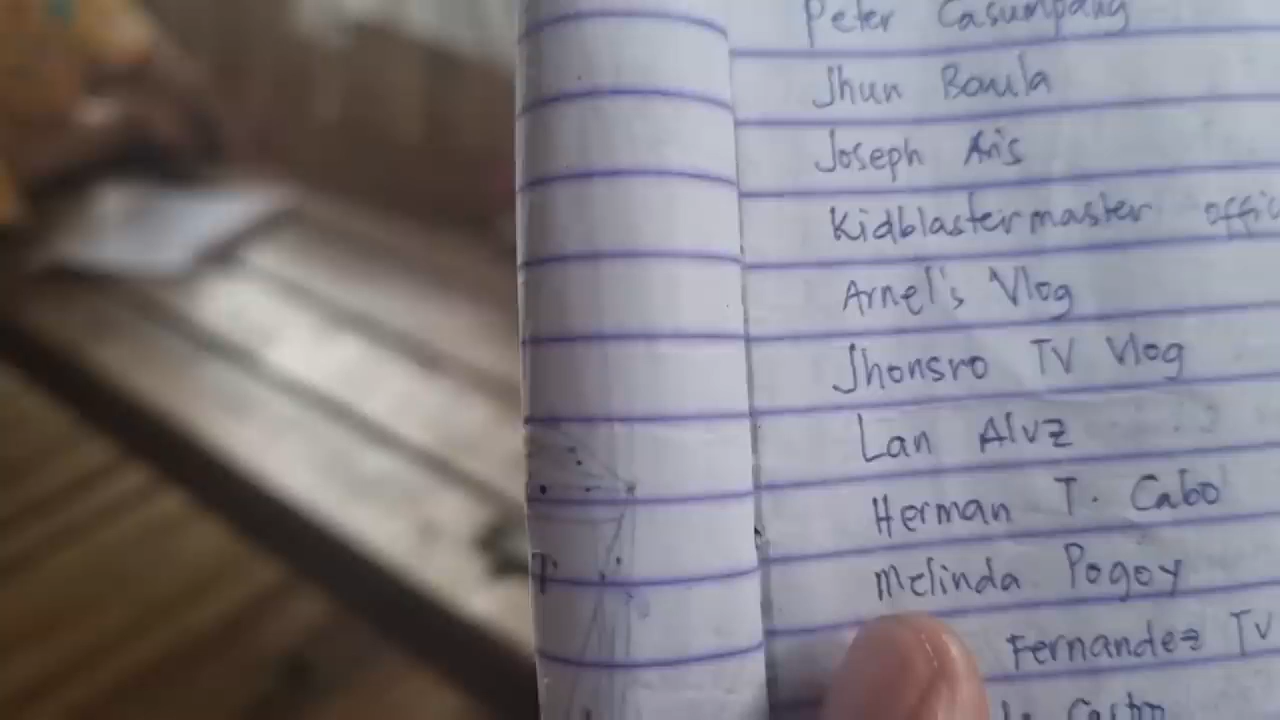 Peter Casumpang
Jhun Baula
Joseph Aris
Kidblastermaster
Arnel's Vlog
Jhonsro TV Vlog
Lan Alvz
Herman T. Cabo
Melinda Pogoy
Fernandez TV
Castro